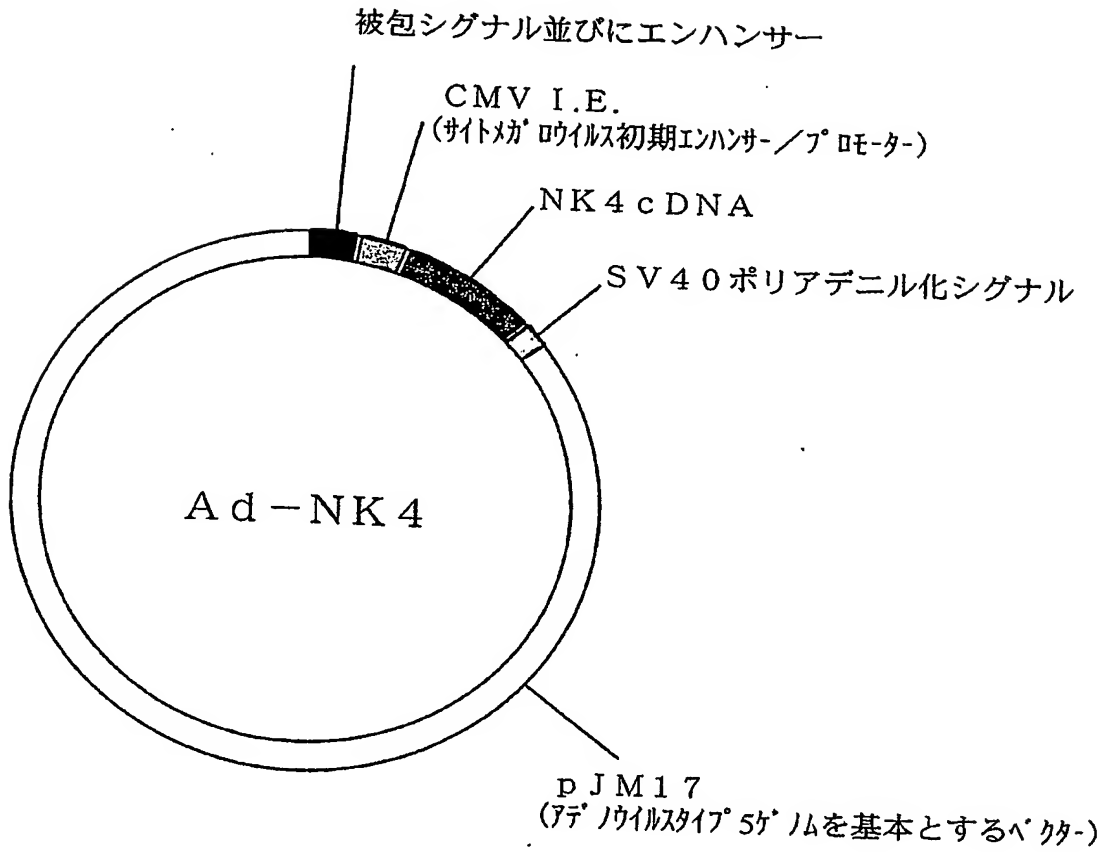 被包シグナル並びにエンハンサー
CMV I.E.
(サイトメガロウイルス初期エンハンサー/プロモーター)
NK4cDNA
SV40ポリアデニル化シグナル
Ad-NK4
pJM17
(アデノウイルスタイプ5ゲノムを基本とするベクター)